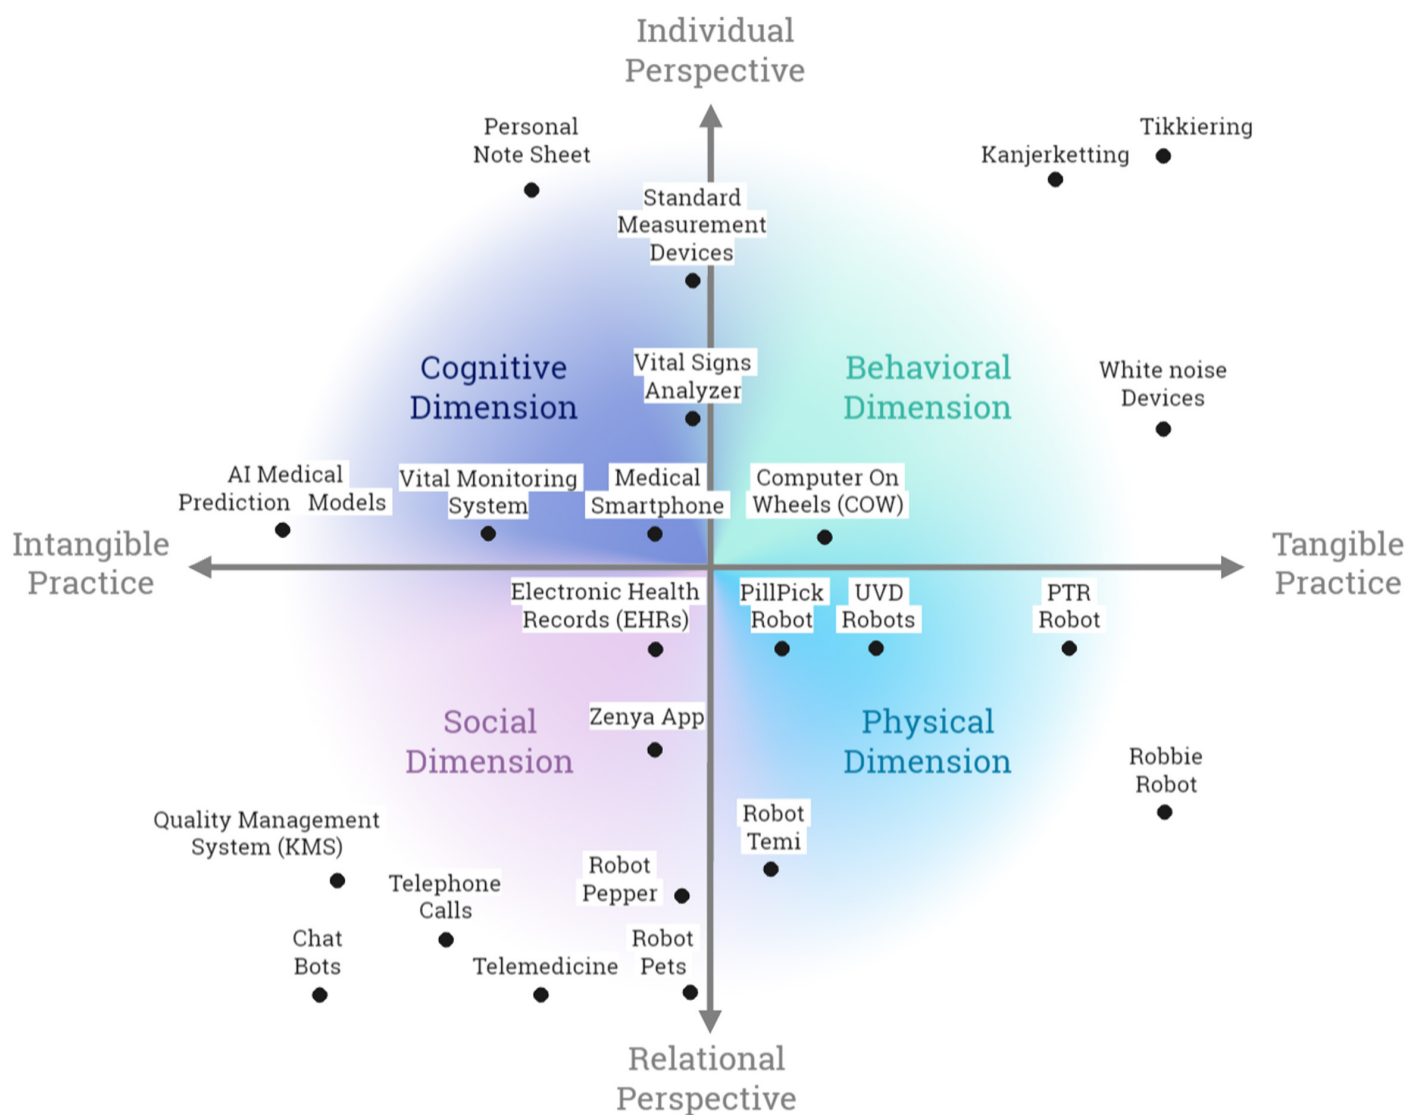 Individual
Perspective
Personal
Note Sheet
Tikkiering
Kanjerketting
Standard
Measurement
Devices
Cognitive
Dimension
Vital Signs
Analyzer
Behavioral
Dimension
White noise
Devices
AI Medical
Prediction Models
Vital Monitoring
System
Medical
Smartphone
Computer On
Wheels (COW)
Intangible
Practice
Tangible
Practice
Electronic Health
Records (EHRs)
PillPick
Robot
UVD
Robots
PTR
Robot
Social
Dimension
Zenya App
Physical
Dimension
Robbie
Robot
Quality Management
System (KMS)
Robot
Temi
Telephone
Calls
Robot
Pepper
Chat
Bots
Telemedicine
Robot
Pets
Relational
Perspective